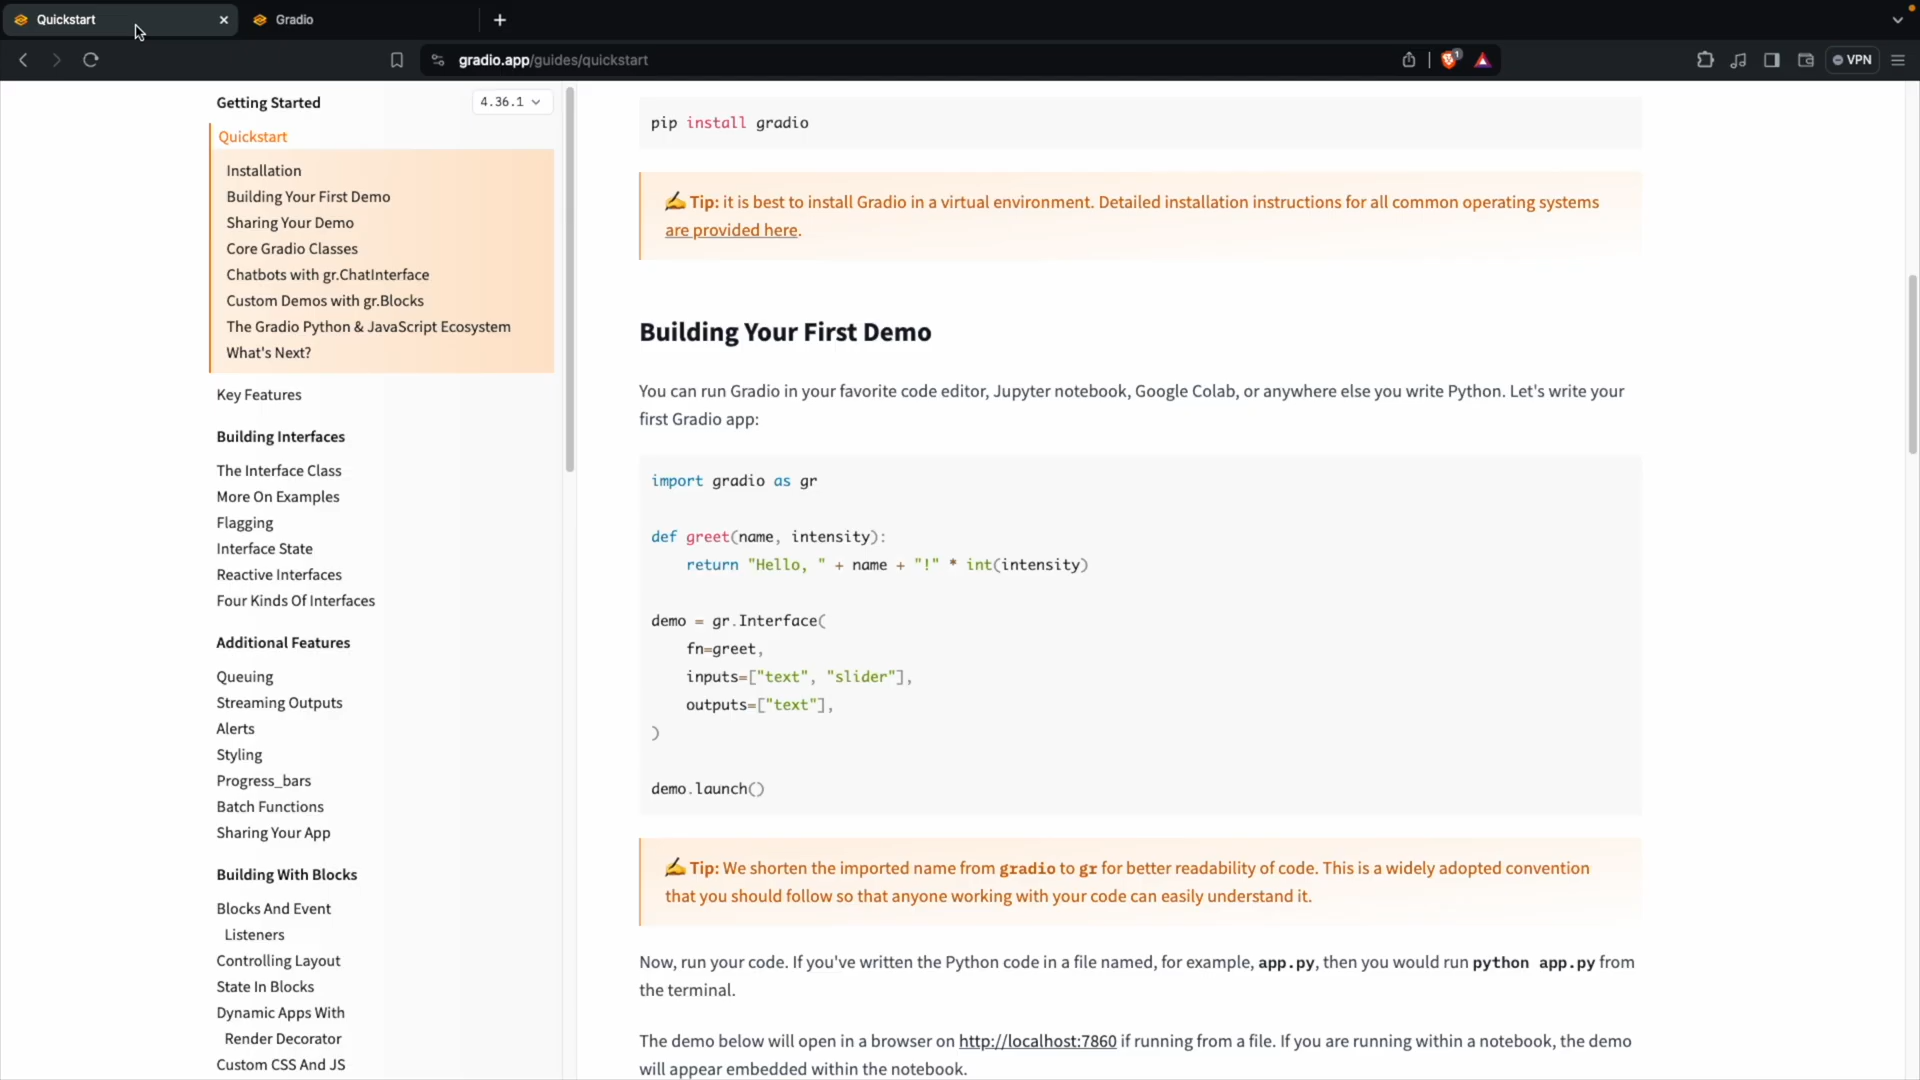 Quickstart
Gradio
gradio.app/guides/quickstart
1
VPN
Getting Started
4.36.1
Quickstart
Installation
Building Your First Demo
Sharing Your Demo
Core Gradio Classes
Chatbots with gr.ChatInterface
Custom Demos with gr.Blocks
The Gradio Python & JavaScript Ecosystem
What's Next?
Key Features
Building Interfaces
The Interface Class
More On Examples
Flagging
Interface State
Reactive Interfaces
Four Kinds Of Interfaces
Additional Features
Queuing
Streaming Outputs
Alerts
Styling
Progress_bars
Batch Functions
Sharing Your App
Building With Blocks
Blocks And Event
Listeners
Controlling Layout
State In Blocks
Dynamic Apps With
Render Decorator
Custom CSS And JS
pip install gradio
✍️ Tip: it is best to install Gradio in a virtual environment. Detailed installation instructions for all common operating systems
are provided here.
Building Your First Demo
You can run Gradio in your favorite code editor, Jupyter notebook, Google Colab, or anywhere else you write Python. Let's write your
first Gradio app:
import gradio as gr
def greet(name, intensity):
    return "Hello, " + name + "!" * int(intensity)
demo = gr.Interface(
    fn=greet,
    inputs=["text", "slider"],
    outputs=["text"],
)
demo.launch()
✍️ Tip: We shorten the imported name from gradio to gr for better readability of code. This is a widely adopted convention
that you should follow so that anyone working with your code can easily understand it.
Now, run your code. If you've written the Python code in a file named, for example, app.py, then you would run python app.py from
the terminal.
The demo below will open in a browser on http://localhost:7860 if running from a file. If you are running within a notebook, the demo
will appear embedded within the notebook.